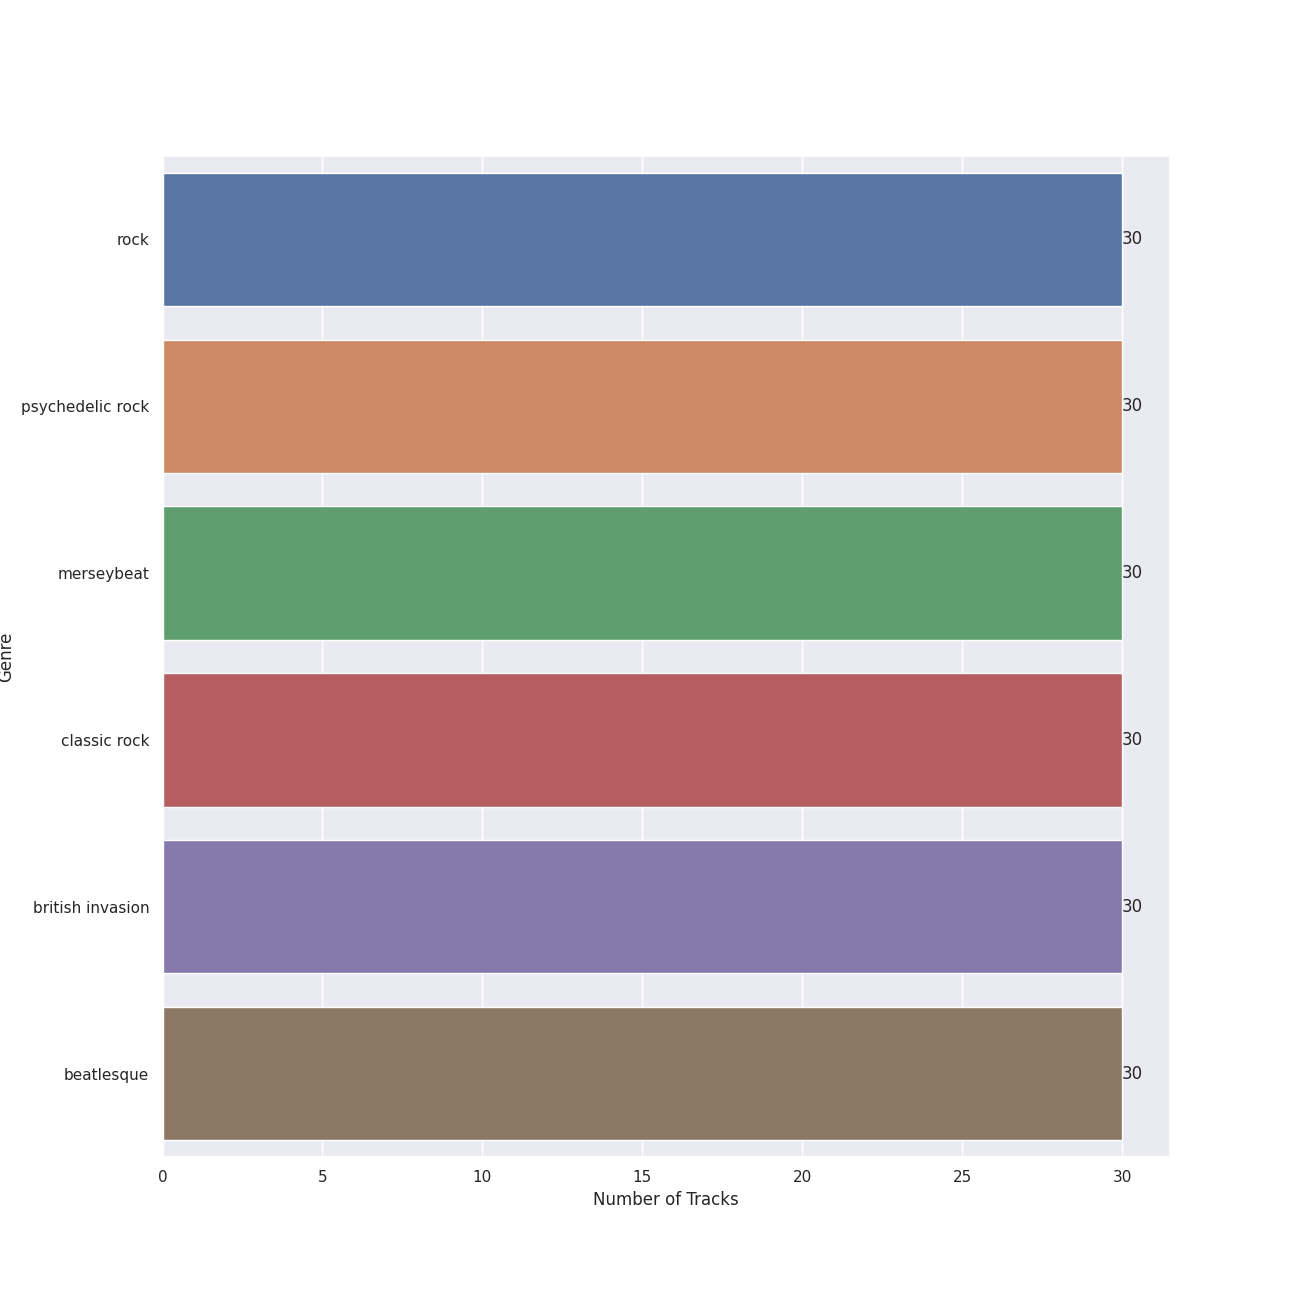 rock
30
psychedelic rock
30
merseybeat
30
Genre
classic rock
30
british invasion
30
beatlesque
30
0 5 10 15 20 25 30
Number of Tracks